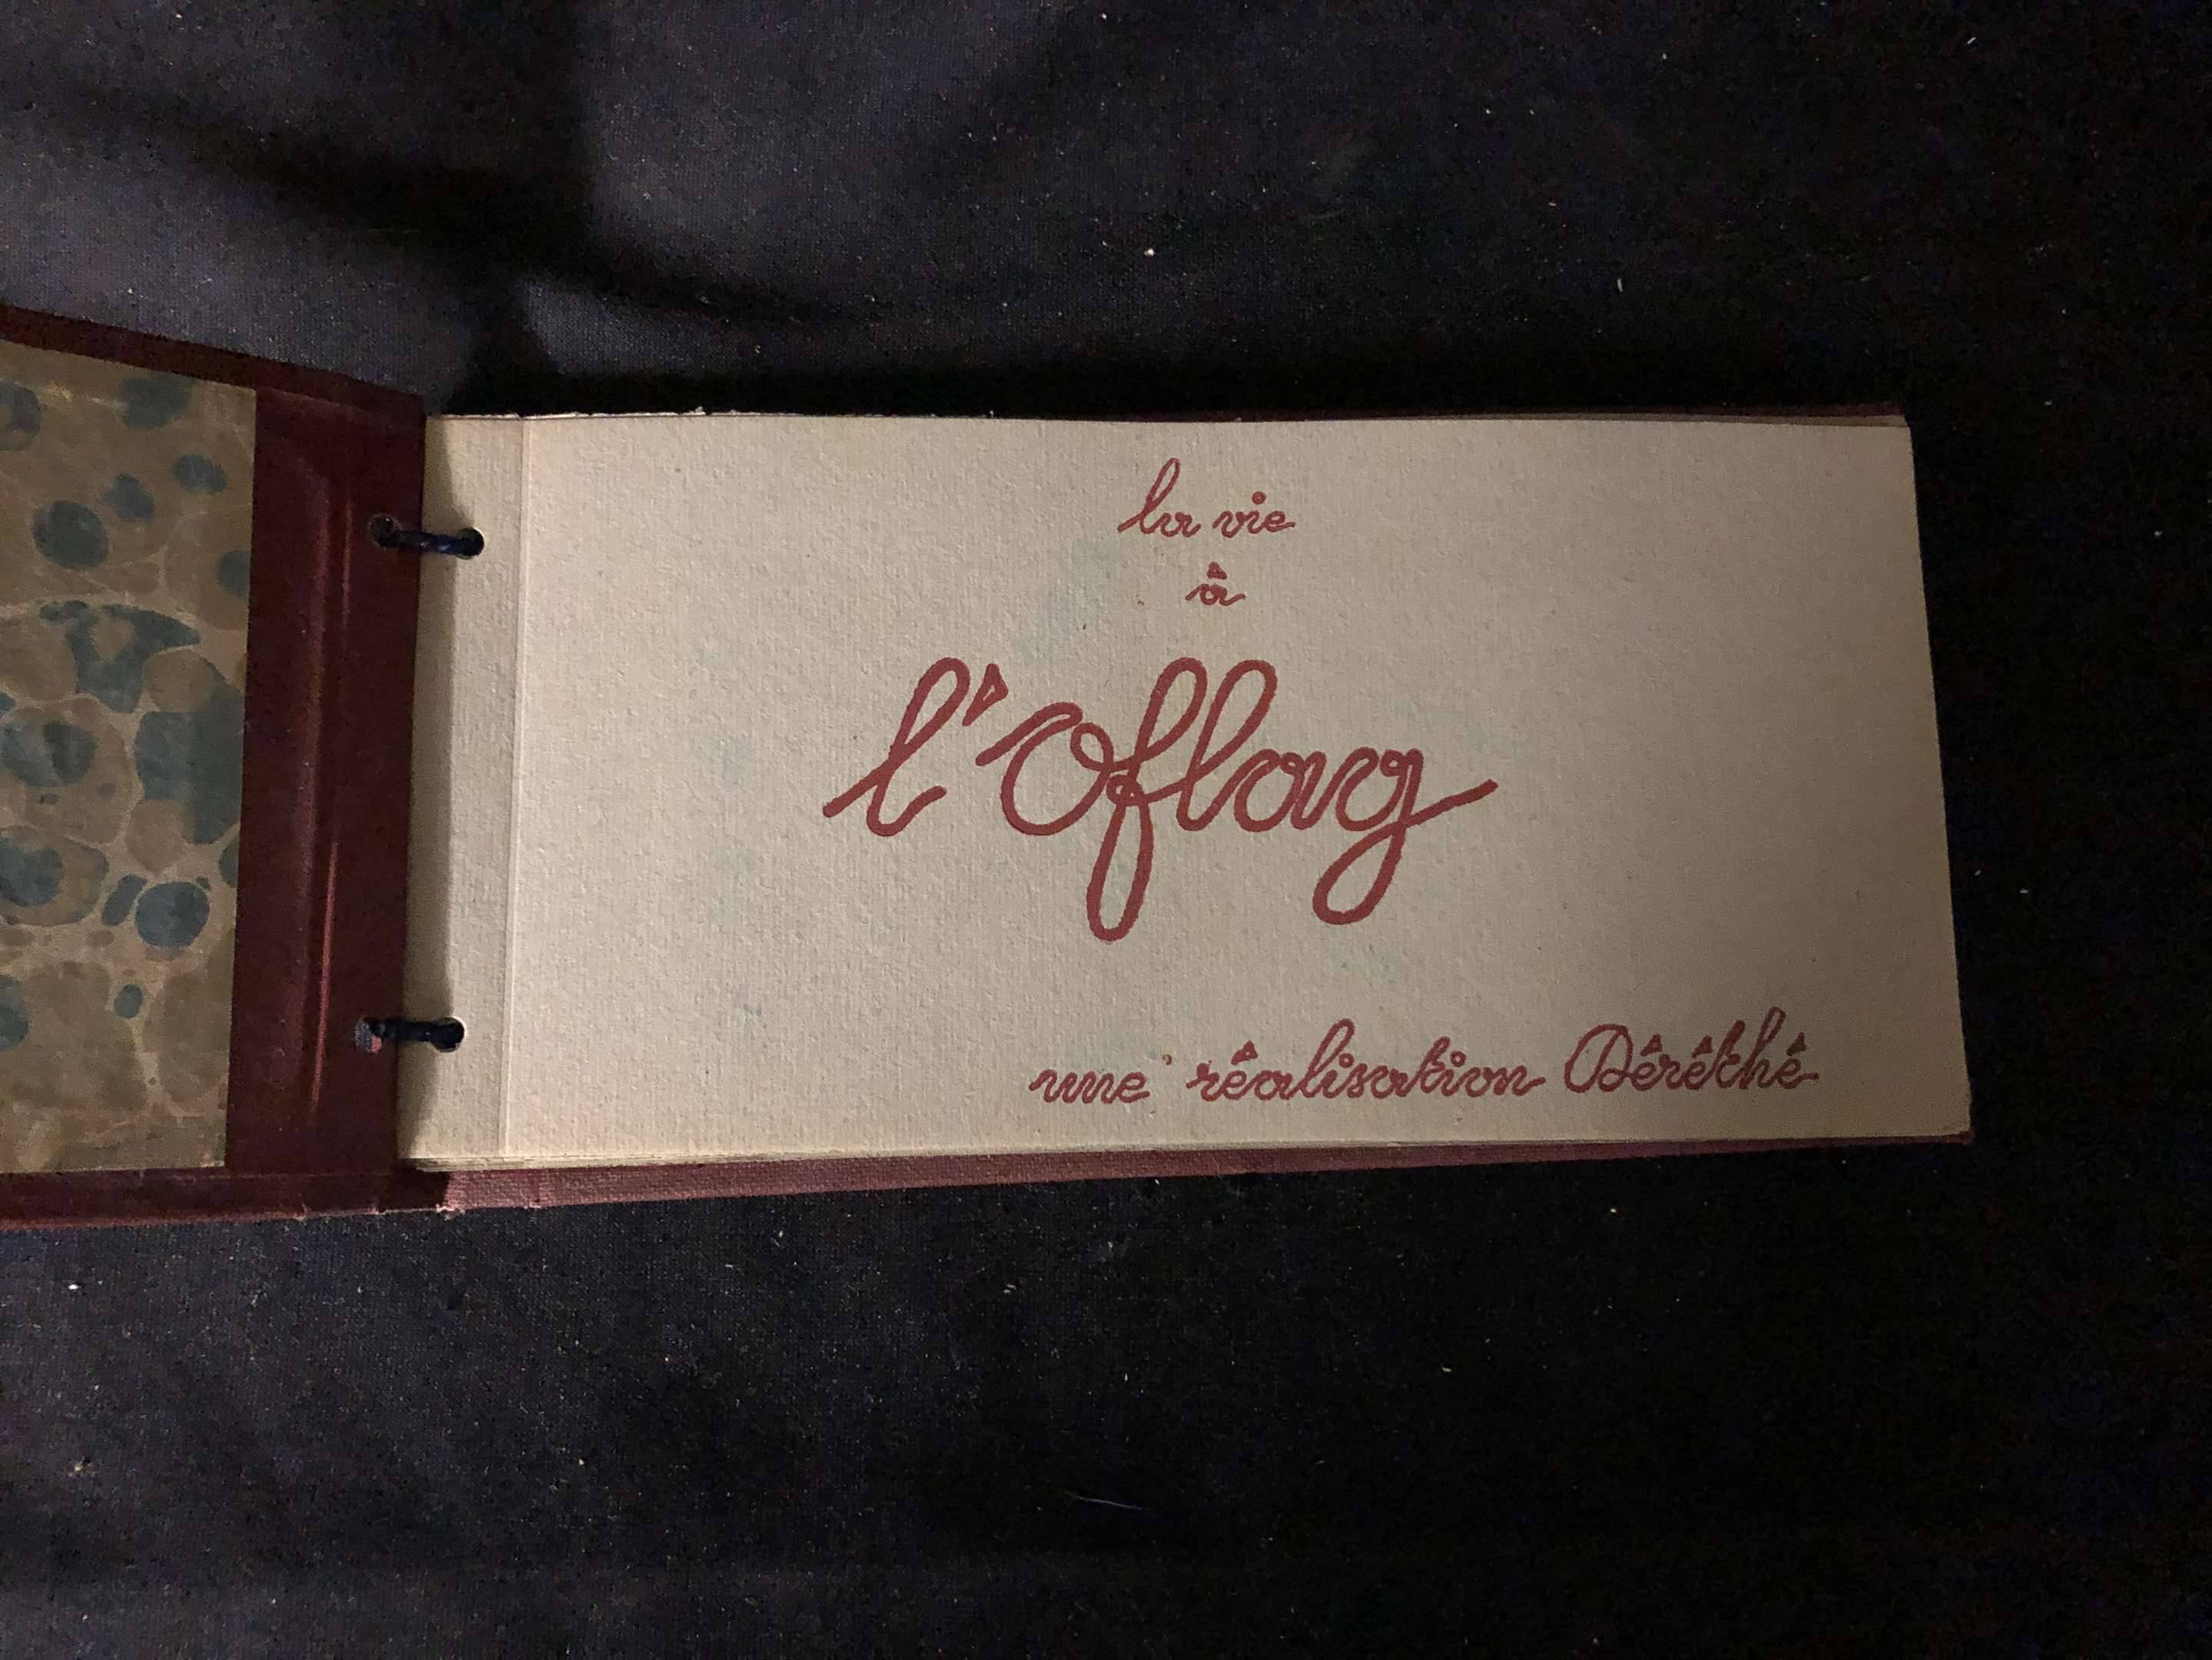 la vie
à
l'Oflag
une réalisation Déréthé